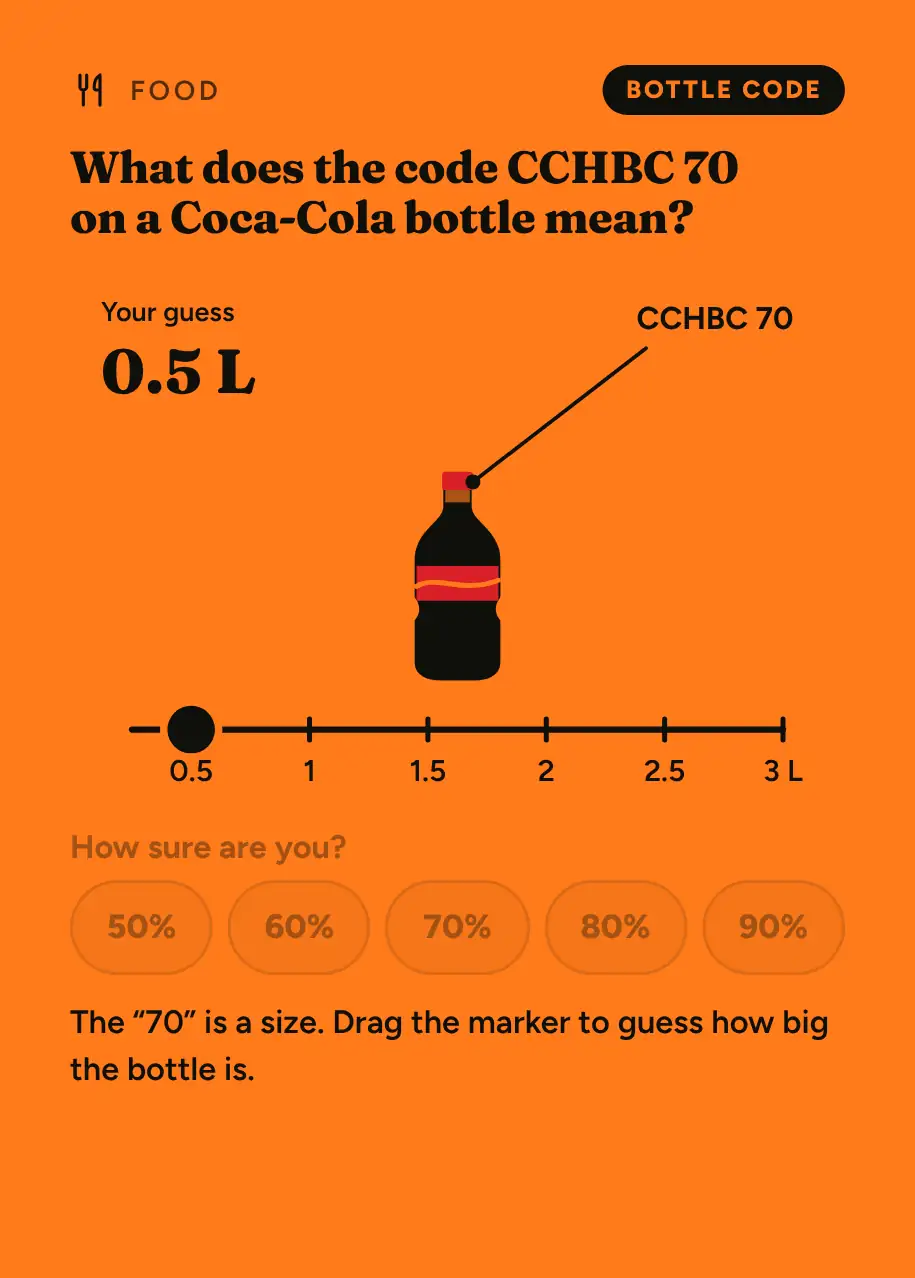 FOOD
BOTTLE CODE
What does the code CCHBC 70
on a Coca-Cola bottle mean?
Your guess
0.5 L
CCHBC 70
0.5 1 1.5 2 2.5 3 L
How sure are you?
50% 60% 70% 80% 90%
The “70” is a size. Drag the marker to guess how big
the bottle is.